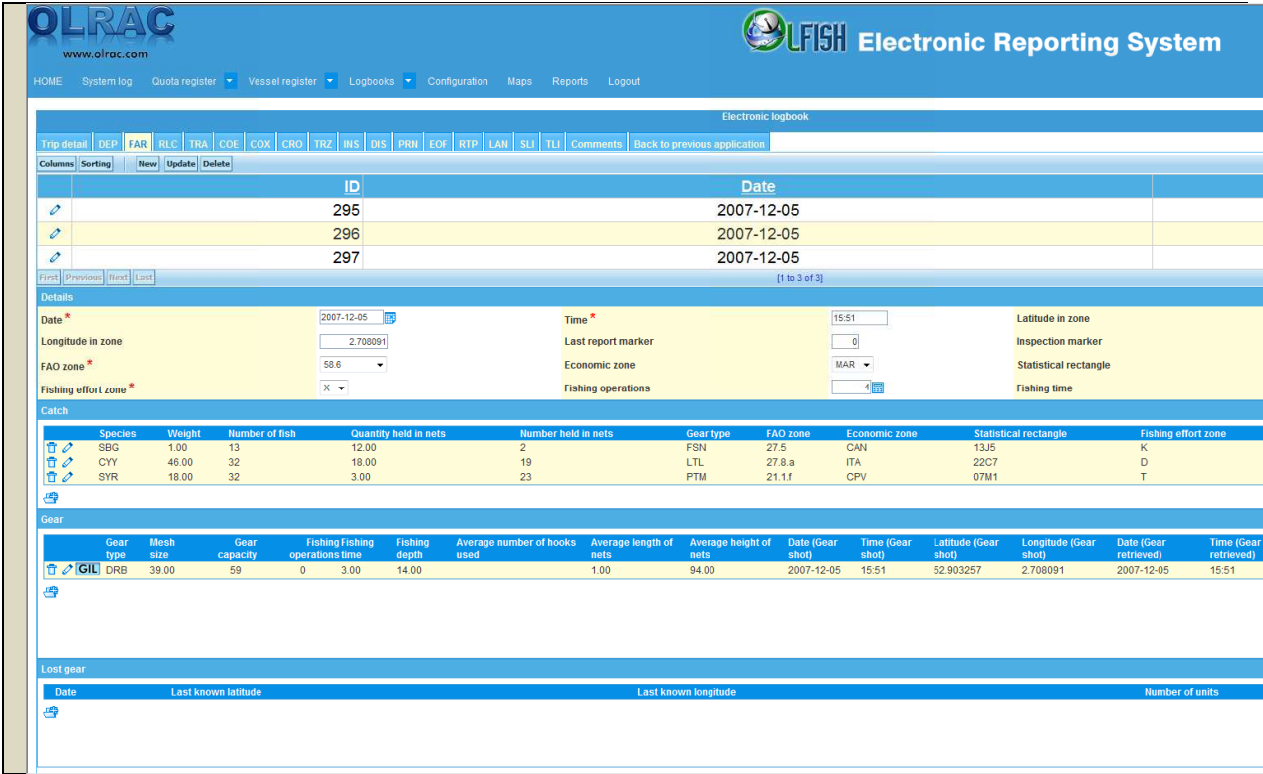 OLRAC
www.olrac.com
OLFISH Electronic Reporting System
HOME System log Quota register Vessel register Logbooks Configuration Maps Reports Logout
Electronic logbook
Trip detail DEP FAR RLC TRA COE COX CRO TRZ INS DIS PRN EOF RTP LAN SLI TLI Comments Back to previous application
Columns Sorting New Update Delete
ID Date
295 2007-12-05
296 2007-12-05
297 2007-12-05
First Previous Next Last [1 to 3 of 3]
Details
Date * 2007-12-05 Time * 15:51 Latitude in zone
Longitude in zone 2.708091 Last report marker 0 Inspection marker
FAO zone * 58.6 Economic zone MAR Statistical rectangle
Fishing effort zone * X Fishing operations 4 Fishing time
Catch
Species Weight Number of fish Quantity held in nets Number held in nets Gear type FAO zone Economic zone Statistical rectangle Fishing effort zone
SBG 1.00 13 12.00 2 FSN 27.5 CAN 13J5 K
CYY 46.00 32 18.00 19 LTL 27.8.a ITA 22C7 D
SYR 18.00 32 3.00 23 PTM 21.1.f CPV 07M1 T
Gear
Gear Mesh Gear Fishing Fishing Fishing Average number of hooks Average length of Average height of Date (Gear Time (Gear Latitude (Gear Longitude (Gear Date (Gear Time (Gear
type size capacity operations time depth used nets nets shot) shot) shot) shot) retrieved) retrieved)
GIL DRB 39.00 59 0 3.00 14.00 1.00 94.00 2007-12-05 15:51 52.903257 2.708091 2007-12-05 15:51
Lost gear
Date Last known latitude Last known longitude Number of units